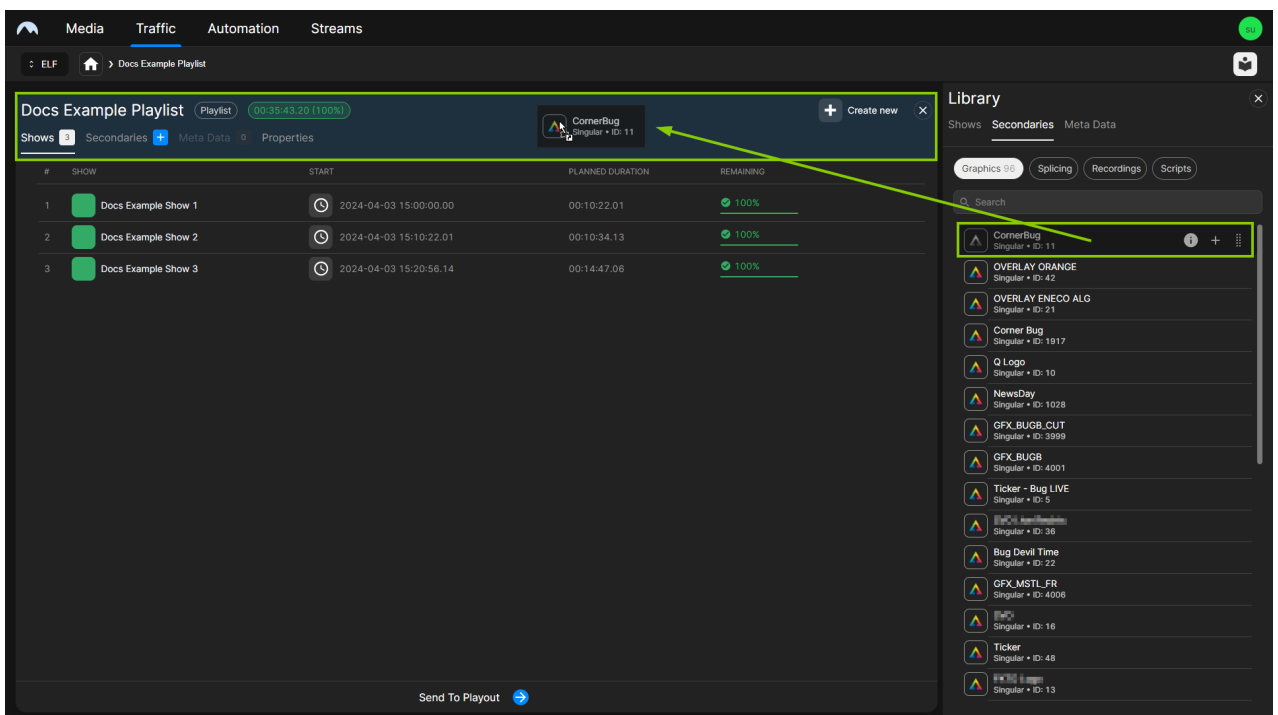 Media Traffic Automation Streams su
ELF > Docs Example Playlist
Docs Example Playlist Playlist 00:35:43.20 (100%) + Create new
Shows 3 Secondaries + Meta Data 0 Properties
CornerBug
Singular • ID: 11
# SHOW START PLANNED DURATION REMAINING
1 Docs Example Show 1 2024-04-03 15:00:00.00 00:10:22.01 100%
2 Docs Example Show 2 2024-04-03 15:10:22.01 00:10:34.13 100%
3 Docs Example Show 3 2024-04-03 15:20:56.14 00:14:47.06 100%
Send To Playout
Library
Shows Secondaries Meta Data
Graphics 96 Splicing Recordings Scripts
Search
CornerBug
Singular • ID: 11
OVERLAY ORANGE
Singular • ID: 42
OVERLAY ENECO ALG
Singular • ID: 21
Corner Bug
Singular • ID: 1917
Q Logo
Singular • ID: 10
NewsDay
Singular • ID: 1028
GFX_BUGB_CUT
Singular • ID: 3999
GFX_BUGB
Singular • ID: 4001
Ticker - Bug LIVE
Singular • ID: 5
Singular • ID: 36
Bug Devil Time
Singular • ID: 22
GFX_MSTL_FR
Singular • ID: 4006
Singular • ID: 16
Ticker
Singular • ID: 48
Singular • ID: 13